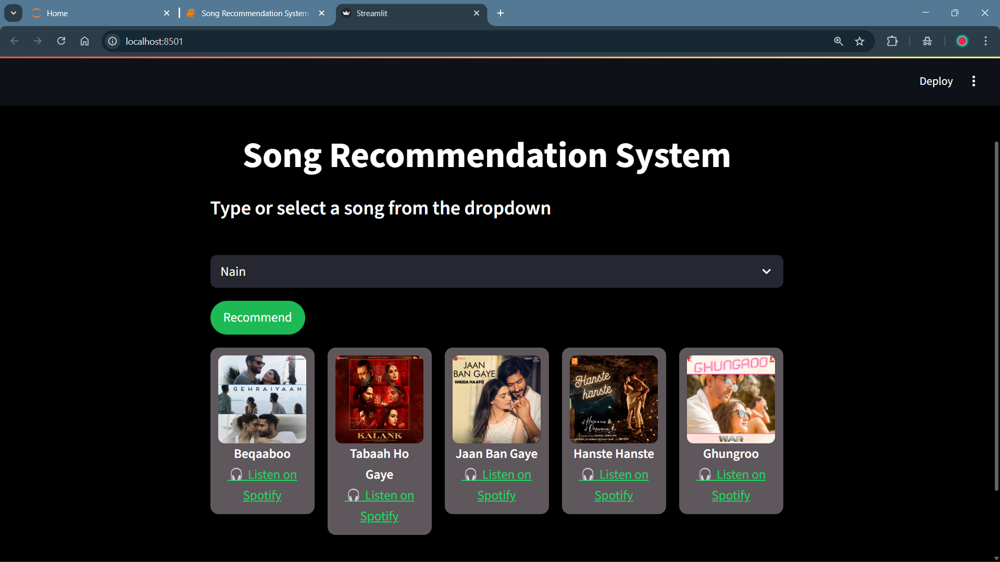 Home
Song Recommendation System
Streamlit
localhost:8501
Deploy
Song Recommendation System
Type or select a song from the dropdown
Nain
Recommend
GEHRAIYAAN
Beqaaboo
Listen on
Spotify
KALANK
Tabaah Ho
Gaye
Listen on
Spotify
JAAN
BAN GAYE
KHUDA HAAFIZ
Jaan Ban Gaye
Listen on
Spotify
Hanste
hanste
Hanste Hanste
Listen on
Spotify
GHUNGROO
WAR
Ghungroo
Listen on
Spotify